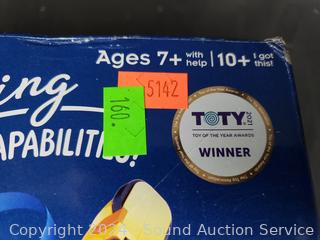 Ages 7+ with help | 10+ I got this!
5142
ing
160.
CAPABILITIES!
TOTY 2021
TOY OF THE YEAR AWARDS
WINNER
Copyright 2024 Sound Auction Service